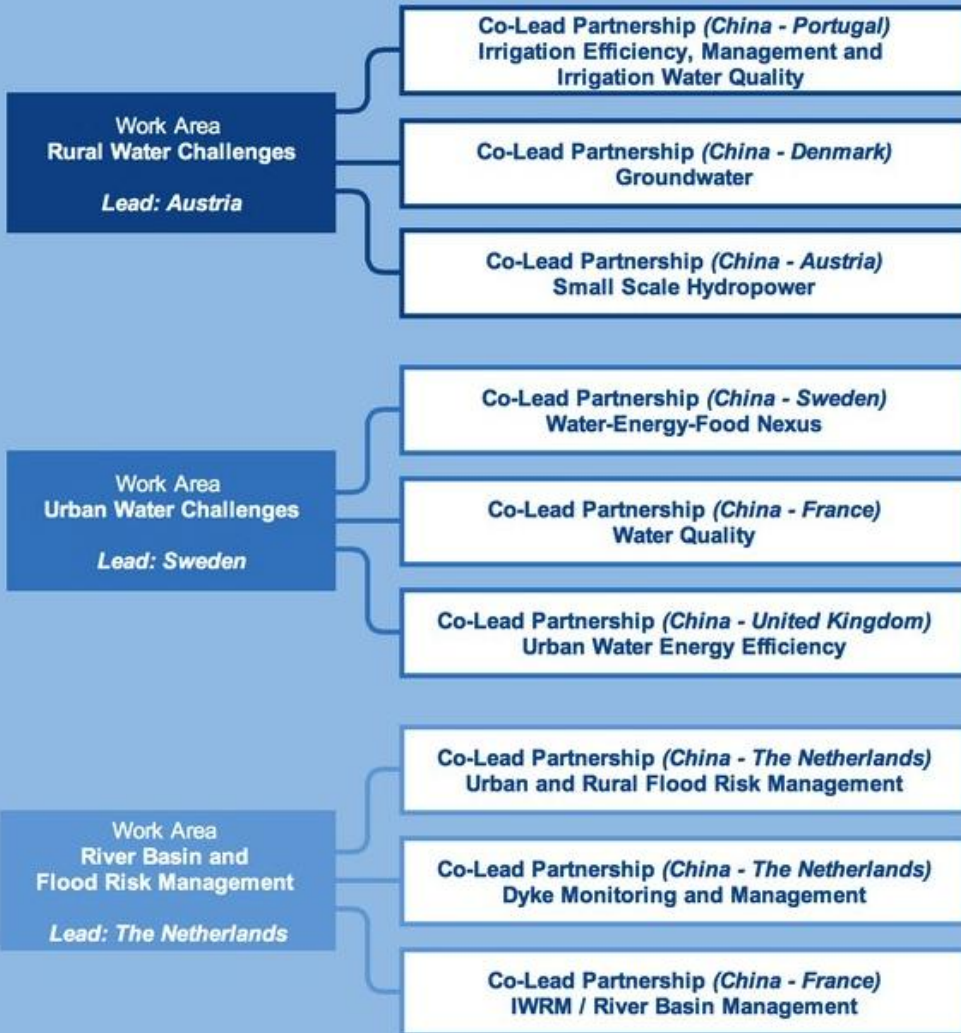 Work Area
Rural Water Challenges
Lead: Austria
Co-Lead Partnership (China - Portugal)
Irrigation Efficiency, Management and
Irrigation Water Quality
Co-Lead Partnership (China - Denmark)
Groundwater
Co-Lead Partnership (China - Austria)
Small Scale Hydropower
Work Area
Urban Water Challenges
Lead: Sweden
Co-Lead Partnership (China - Sweden)
Water-Energy-Food Nexus
Co-Lead Partnership (China - France)
Water Quality
Co-Lead Partnership (China - United Kingdom)
Urban Water Energy Efficiency
Work Area
River Basin and
Flood Risk Management
Lead: The Netherlands
Co-Lead Partnership (China - The Netherlands)
Urban and Rural Flood Risk Management
Co-Lead Partnership (China - The Netherlands)
Dyke Monitoring and Management
Co-Lead Partnership (China - France)
IWRM / River Basin Management